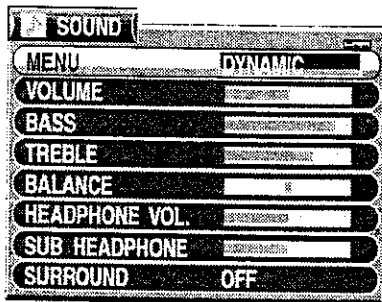 SOUND
MENU DYNAMIC
VOLUME
BASS
TREBLE
BALANCE
HEADPHONE VOL.
SUB HEADPHONE
SURROUND OFF